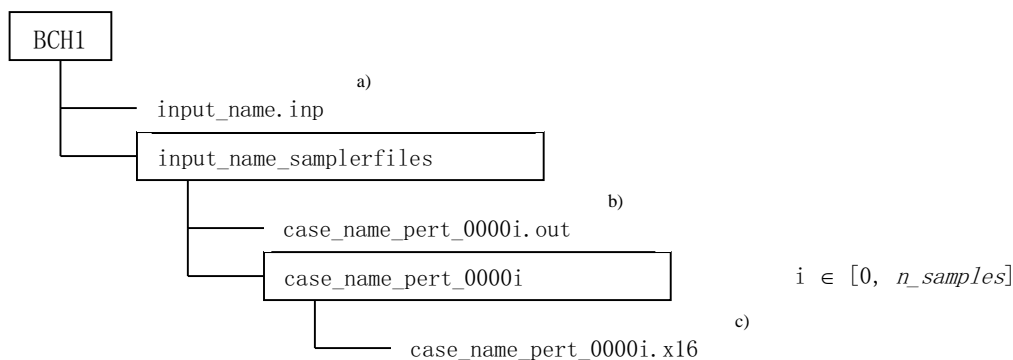 BCH1
a)
input_name.inp
input_name_samplerfiles
b)
case_name_pert_0000i.out
case_name_pert_0000i
i ∈ [0, n_samples]
c)
case_name_pert_0000i.x16